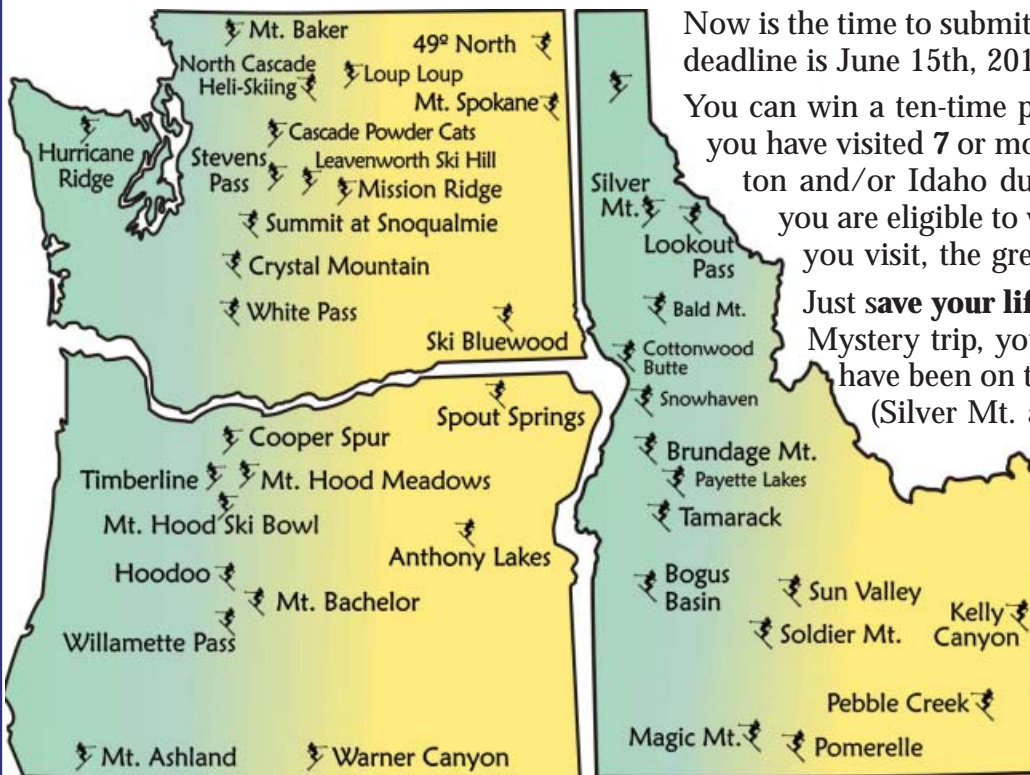 Now is the time to submit
deadline is June 15th, 201
You can win a ten-time p
you have visited 7 or mo
ton and/or Idaho du
you are eligible to
you visit, the gre
Just save your lif
Mystery trip, you
have been on t
(Silver Mt. a
Mt. Baker
49º North
North Cascade
Heli-Skiing
Loup Loup
Mt. Spokane
Hurricane
Ridge
Cascade Powder Cats
Stevens
Pass
Leavenworth Ski Hill
Mission Ridge
Summit at Snoqualmie
Crystal Mountain
White Pass
Ski Bluewood
Spout Springs
Cooper Spur
Timberline
Mt. Hood Meadows
Mt. Hood Ski Bowl
Anthony Lakes
Hoodoo
Mt. Bachelor
Willamette Pass
Mt. Ashland
Warner Canyon
Silver
Mt.
Lookout
Pass
Bald Mt.
Cottonwood
Butte
Snowhaven
Brundage Mt.
Payette Lakes
Tamarack
Bogus
Basin
Sun Valley
Soldier Mt.
Kelly
Canyon
Pebble Creek
Magic Mt.
Pomerelle